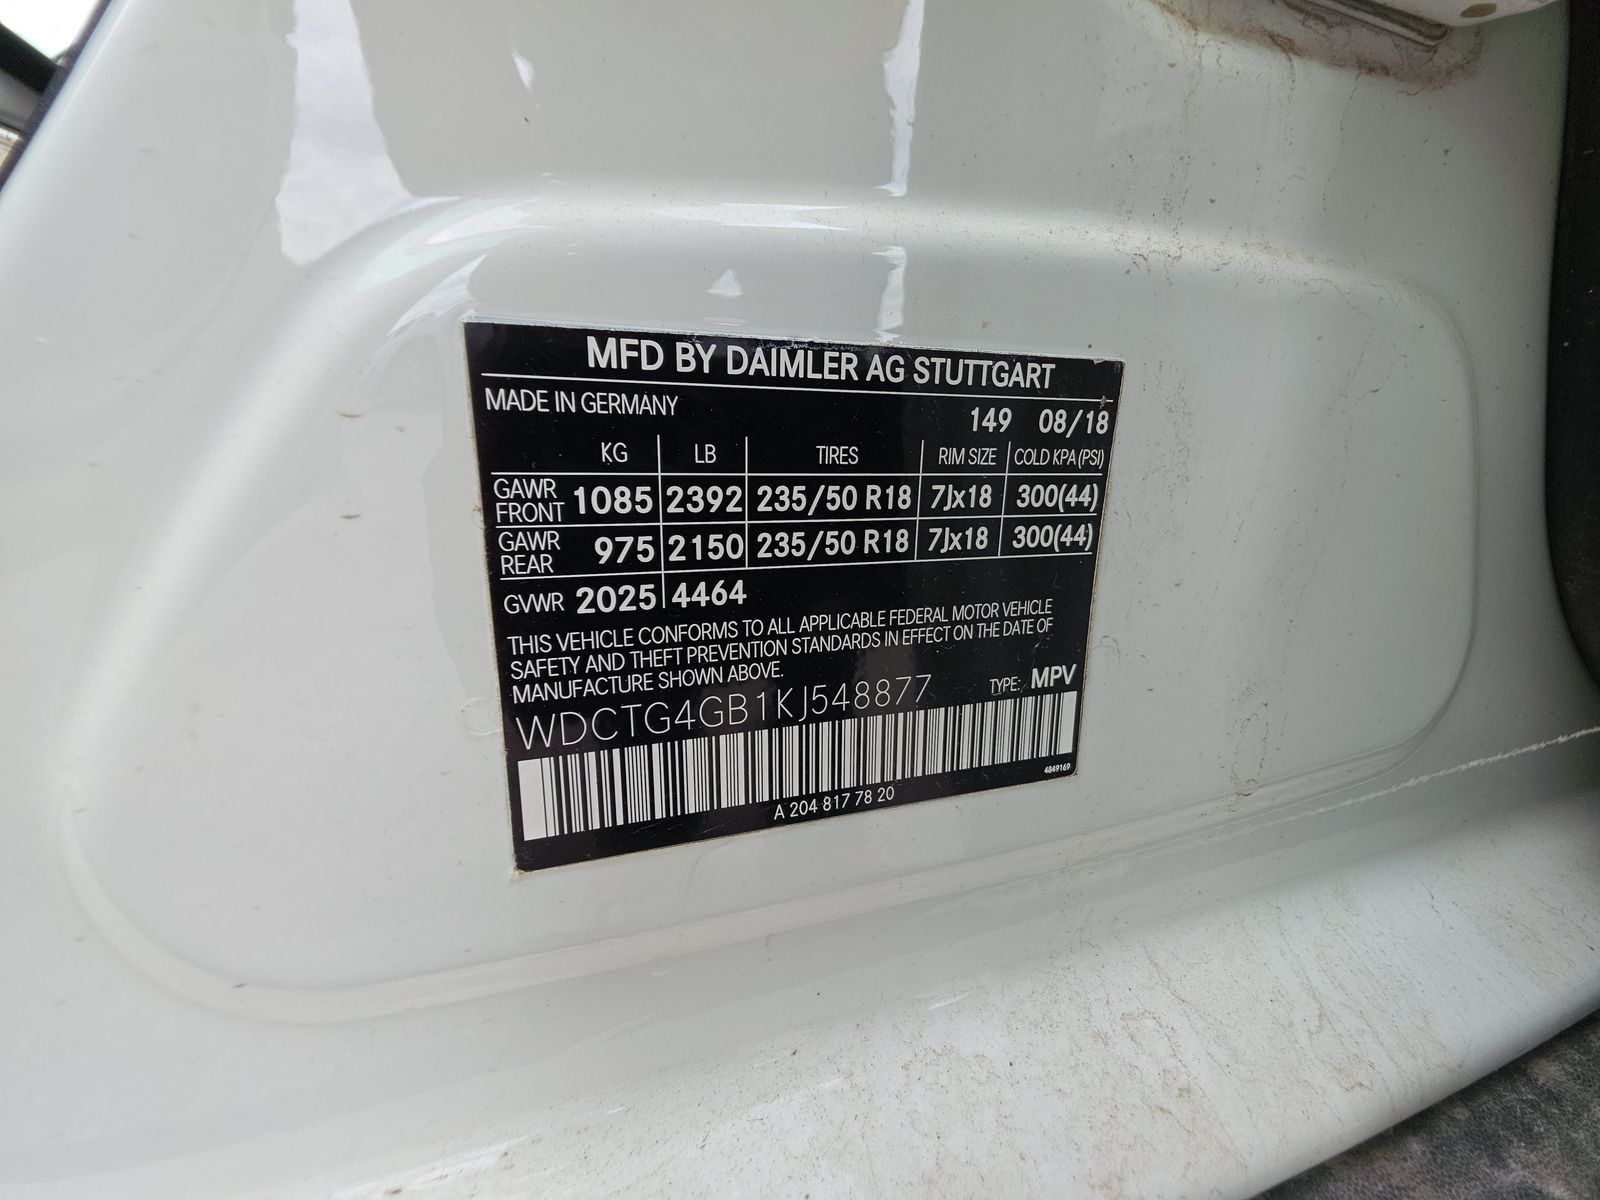 MFD BY DAIMLER AG STUTTGART
MADE IN GERMANY
149 08/18
KG LB TIRES RIM SIZE COLD KPA (PSI)
GAWR FRONT 1085 2392 235/50 R18 7Jx18 300(44)
GAWR REAR 975 2150 235/50 R18 7Jx18 300(44)
GVWR 2025 4464
THIS VEHICLE CONFORMS TO ALL APPLICABLE FEDERAL MOTOR VEHICLE
SAFETY AND THEFT PREVENTION STANDARDS IN EFFECT ON THE DATE OF
MANUFACTURE SHOWN ABOVE.
TYPE: MPV
WDCTG4GB1KJ548877
4849169
A 204 817 78 20